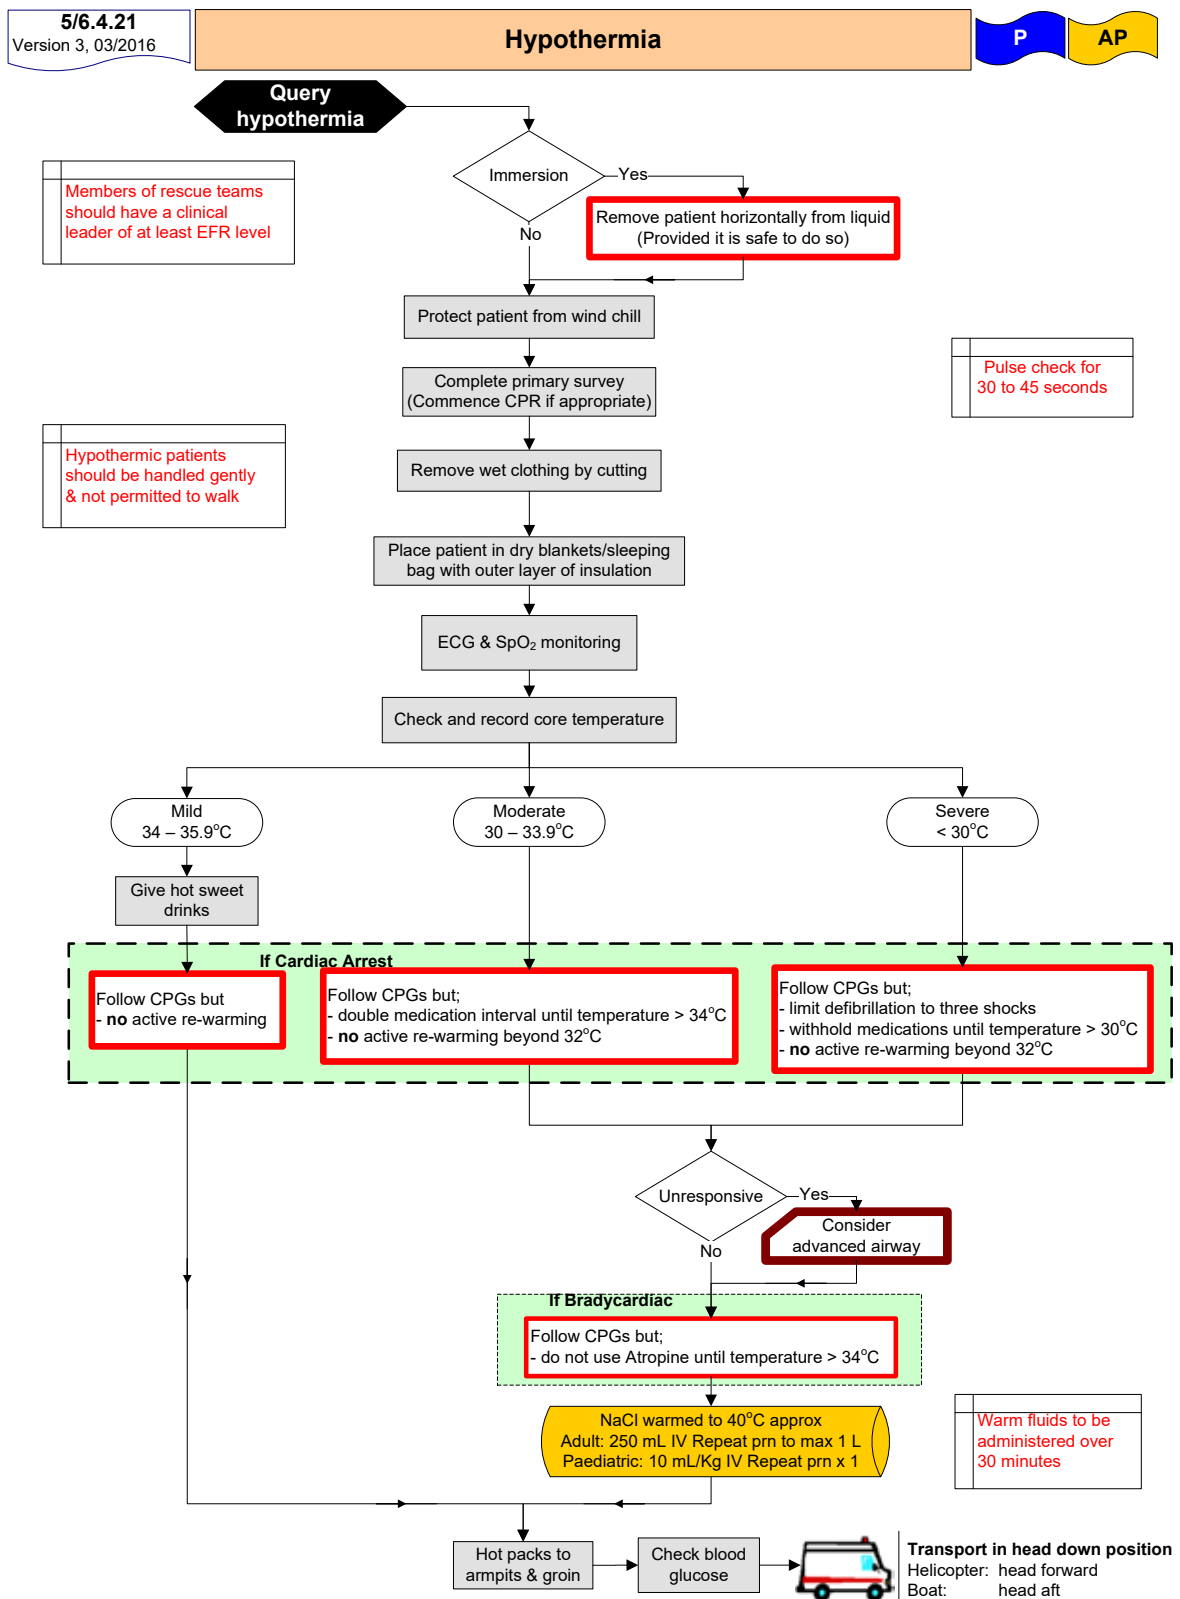 5/6.4.21
Version 3, 03/2016
Hypothermia
P
AP
Query
hypothermia
Immersion
Yes
No
Remove patient horizontally from liquid
(Provided it is safe to do so)
Members of rescue teams
should have a clinical
leader of at least EFR level
Protect patient from wind chill
Pulse check for
30 to 45 seconds
Complete primary survey
(Commence CPR if appropriate)
Hypothermic patients
should be handled gently
& not permitted to walk
Remove wet clothing by cutting
Place patient in dry blankets/sleeping
bag with outer layer of insulation
ECG & SpO₂ monitoring
Check and record core temperature
Mild
34 – 35.9°C
Moderate
30 – 33.9°C
Severe
< 30°C
Give hot sweet
drinks
If Cardiac Arrest
Follow CPGs but
- no active re-warming
Follow CPGs but;
- double medication interval until temperature > 34°C
- no active re-warming beyond 32°C
Follow CPGs but;
- limit defibrillation to three shocks
- withhold medications until temperature > 30°C
- no active re-warming beyond 32°C
Unresponsive
Yes
No
Consider
advanced airway
If Bradycardiac
Follow CPGs but;
- do not use Atropine until temperature > 34°C
NaCl warmed to 40°C approx
Adult: 250 mL IV Repeat prn to max 1 L
Paediatric: 10 mL/Kg IV Repeat prn x 1
Warm fluids to be
administered over
30 minutes
Hot packs to
armpits & groin
Check blood
glucose
Transport in head down position
Helicopter: head forward
Boat: head aft